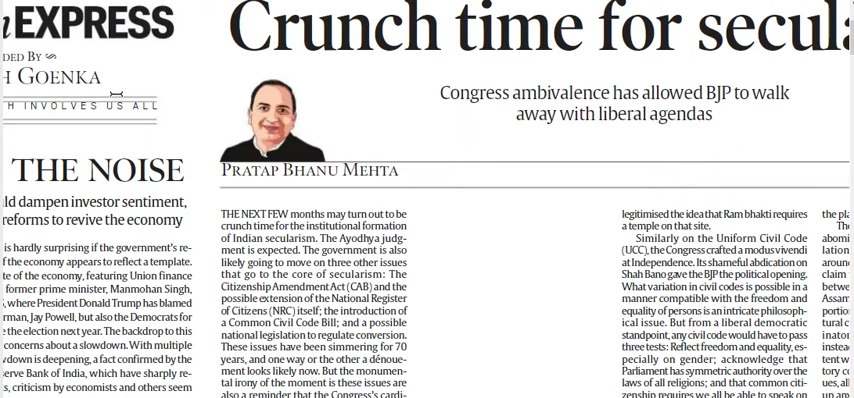 EXPRESS
DED BY
H GOENKA
H INVOLVES US ALL
THE NOISE
ld dampen investor sentiment,
reforms to revive the economy
is hardly surprising if the government's re-
f the economy appears to reflect a template.
te of the economy, featuring Union finance
former prime minister, Manmohan Singh,
, where President Donald Trump has blamed
rman, Jay Powell, but also the Democrats for
e the election next year. The backdrop to this
concerns about a slowdown. With multiple
wdown is deepening, a fact confirmed by the
serve Bank of India, which have sharply re-
s, criticism by economists and others seem
Crunch time for secula
Congress ambivalence has allowed BJP to walk
away with liberal agendas
PRATAP BHANU MEHTA
THE NEXT FEW months may turn out to be
crunch time for the institutional formation
of Indian secularism. The Ayodhya judg-
ment is expected. The government is also
likely going to move on three other issues
that go to the core of secularism: The
Citizenship Amendment Act (CAB) and the
possible extension of the National Register
of Citizens (NRC) itself; the introduction of
a Common Civil Code Bill; and a possible
national legislation to regulate conversion.
These issues have been simmering for 70
years, and one way or the other a dénoue-
ment looks likely now. But the monumen-
tal irony of the moment is these issues are
also a reminder that the Congress's cardi-
legitimised the idea that Ram bhakti requires
a temple on that site.
Similarly on the Uniform Civil Code
(UCC), the Congress crafted a modus vivendi
at Independence. Its shameful abdication on
Shah Bano gave the BJP the political opening.
What variation in civil codes is possible in a
manner compatible with the freedom and
equality of persons is an intricate philosoph-
ical issue. But from a liberal democratic
standpoint, any civil code would have to pass
three tests: Reflect freedom and equality, es-
pecially on gender; acknowledge that
Parliament has symmetric authority over the
laws of all religions; and that common citi-
zenship requires we all be able to speak on
the pla
The
abomi
lation
aroun
claim
betwe
Assam
portio
tural c
inator
instea
tent w
tory co
ues, all
up app